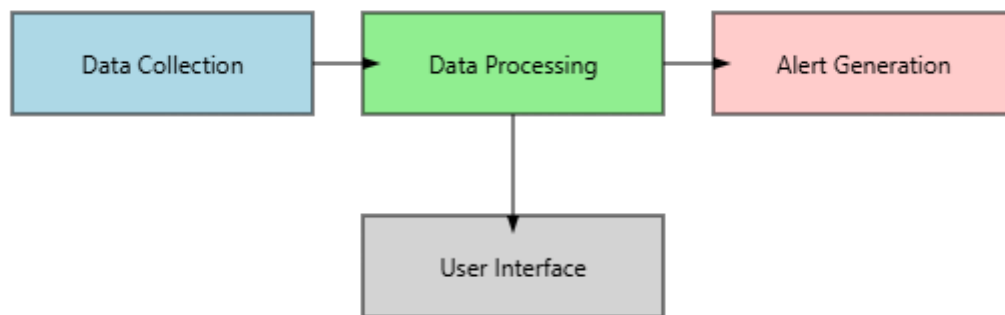 Data Collection
Data Processing
Alert Generation
User Interface